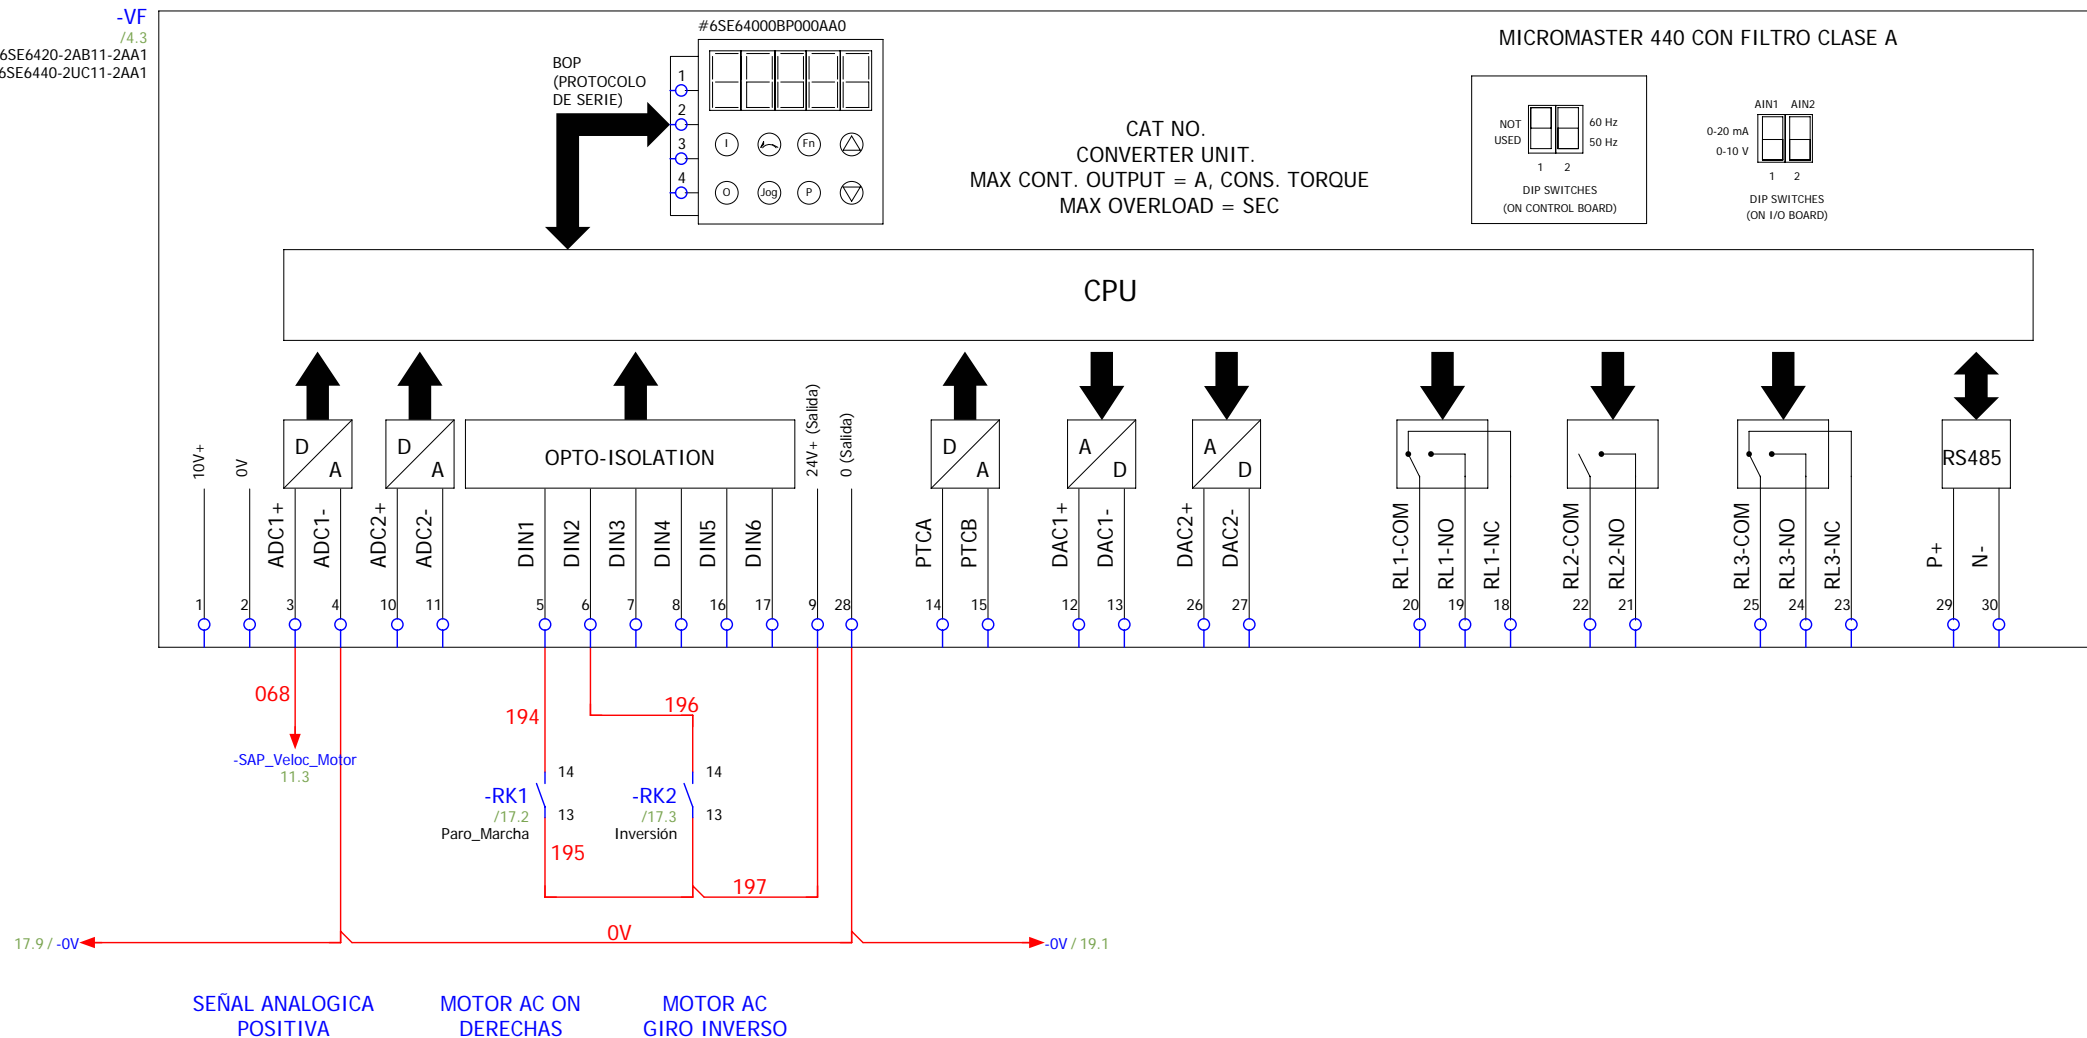 -VF
/4.3
6SE6420-2AB11-2AA1
6SE6440-2UC11-2AA1
#6SE64000BP000AA0
MICROMASTER 440 CON FILTRO CLASE A
BOP
(PROTOCOLO
DE SERIE)
1
2
3
4
I
Fn
O
Jog
P
CAT NO.
CONVERTER UNIT.
MAX CONT. OUTPUT = A, CONS. TORQUE
MAX OVERLOAD = SEC
NOT
USED
60 Hz
50 Hz
1 2
DIP SWITCHES
(ON CONTROL BOARD)
AIN1 AIN2
0-20 mA
0-10 V
1 2
DIP SWITCHES
(ON I/O BOARD)
CPU
10V+
0V
D
A
D
A
OPTO-ISOLATION
24V+ (Salida)
0 (Salida)
D
A
A
D
A
D
RS485
ADC1+
ADC1-
ADC2+
ADC2-
DIN1
DIN2
DIN3
DIN4
DIN5
DIN6
PTCA
PTCB
DAC1+
DAC1-
DAC2+
DAC2-
RL1-COM
RL1-NO
RL1-NC
RL2-COM
RL2-NO
RL3-COM
RL3-NO
RL3-NC
P+
N-
1 2 3 4 10 11 5 6 7 8 16 17 9 28 14 15 12 13 26 27 20 19 18 22 21 25 24 23 29 30
068
194
196
-SAP_Veloc_Motor
11.3
14
-RK1
/17.2
13
Paro_Marcha
14
-RK2
/17.3
13
Inversión
195
197
17.9 / -0V
0V
-0V / 19.1
SEÑAL ANALOGICA
POSITIVA
MOTOR AC ON
DERECHAS
MOTOR AC
GIRO INVERSO